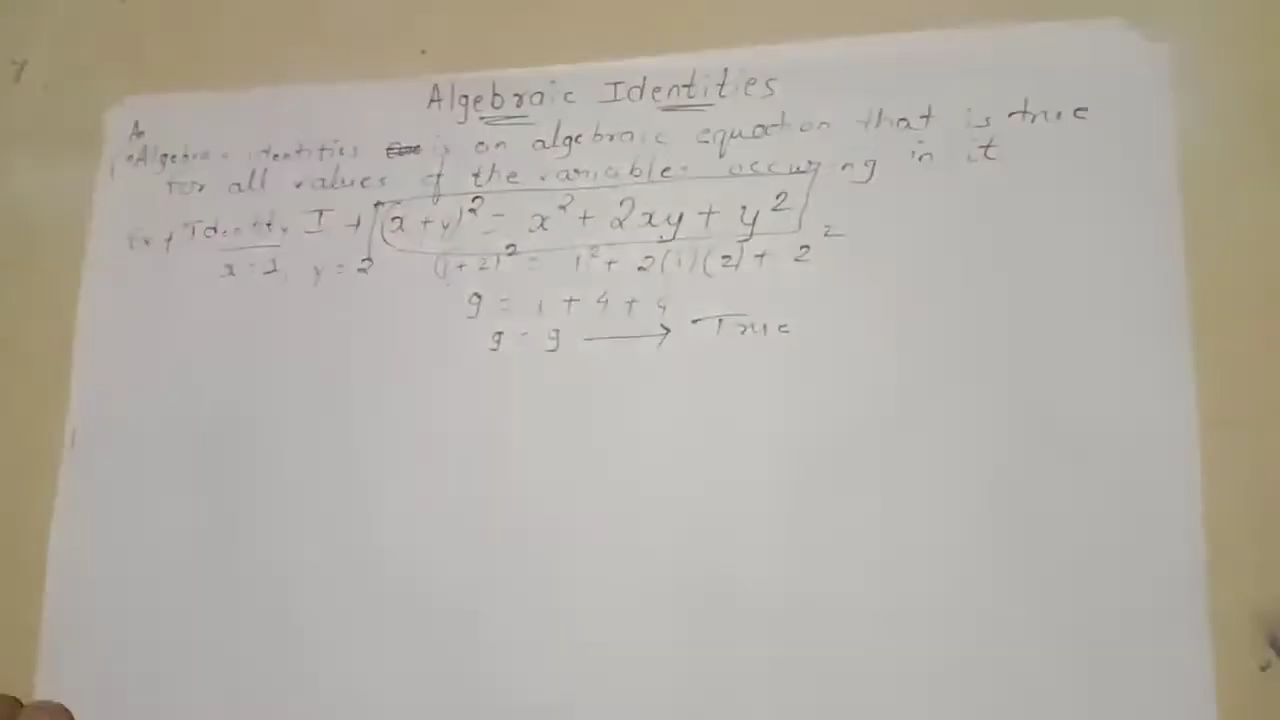 Algebraic Identities
An
Algebraic identities is an algebraic equation that is true
for all values of the variables occuring in it
Ex → Identity I → (x + y)² = x² + 2xy + y²
x = 1, y = 2 (1 + 2)² = 1² + 2(1)(2) + 2²
9 = 1 + 4 + 4
9 = 9 → True